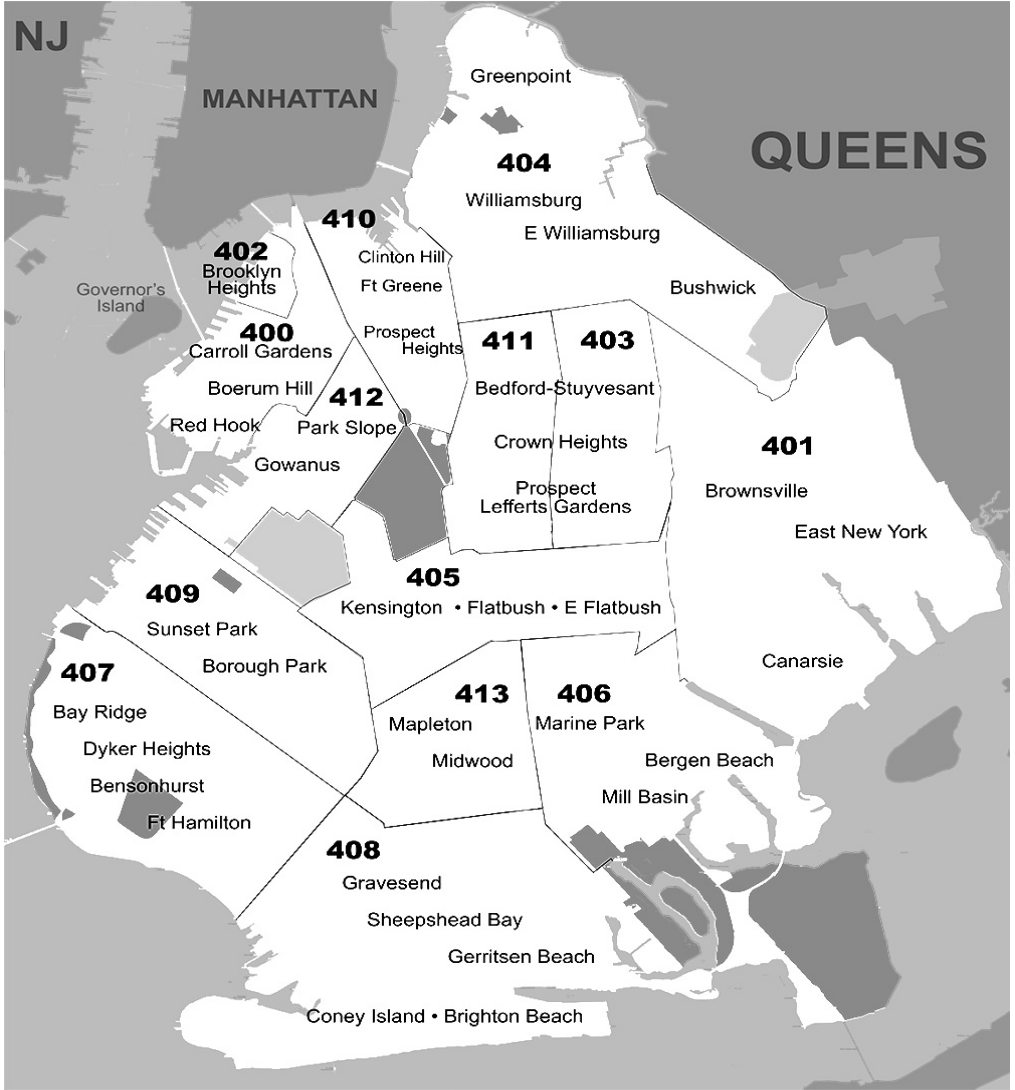 NJ
MANHATTAN
QUEENS
Greenpoint
404
Williamsburg
E Williamsburg
Bushwick
410
Clinton Hill
Ft Greene
Prospect
Heights
402
Brooklyn
Heights
Governor's
Island
400
Carroll Gardens
Boerum Hill
Red Hook
412
Park Slope
Gowanus
411
403
Bedford-Stuyvesant
Crown Heights
Prospect
Lefferts Gardens
401
Brownsville
East New York
Canarsie
405
Kensington • Flatbush • E Flatbush
409
Sunset Park
Borough Park
407
Bay Ridge
Dyker Heights
Bensonhurst
Ft Hamilton
413
Mapleton
Midwood
406
Marine Park
Bergen Beach
Mill Basin
408
Gravesend
Sheepshead Bay
Gerritsen Beach
Coney Island • Brighton Beach